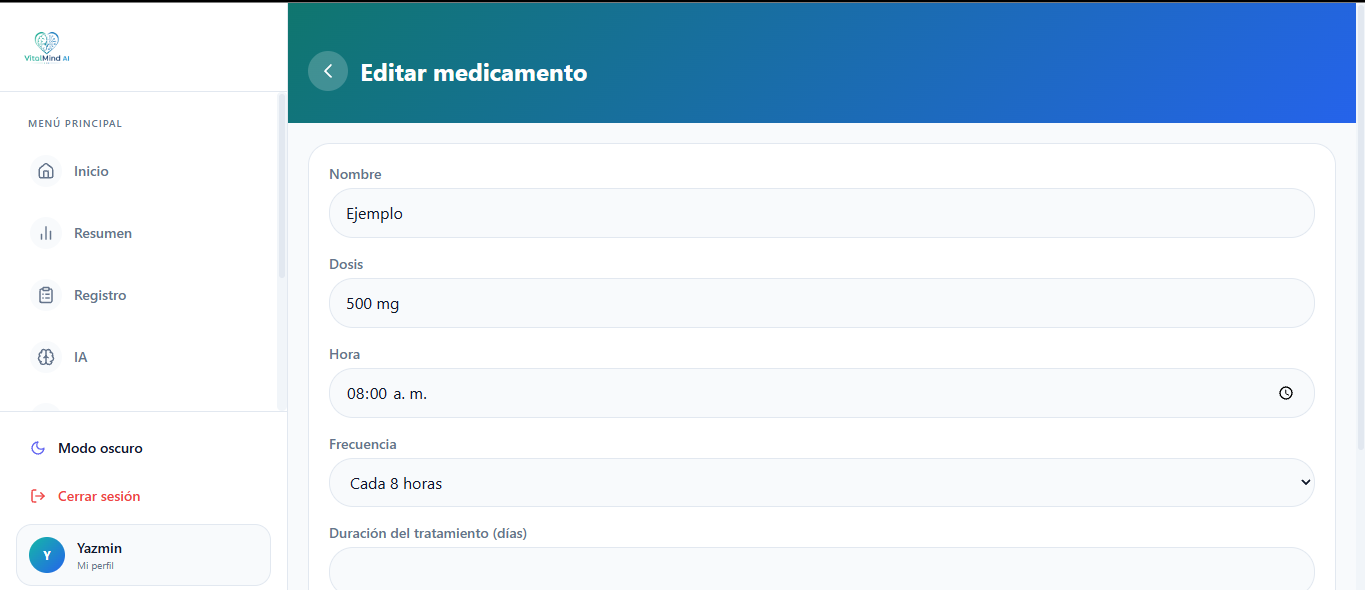 VitalMind AI
MENÚ PRINCIPAL
Inicio
Resumen
Registro
IA
Modo oscuro
Cerrar sesión
Y
Yazmin
Mi perfil
Editar medicamento
Nombre
Ejemplo
Dosis
500 mg
Hora
08:00 a. m.
Frecuencia
Cada 8 horas
Duración del tratamiento (días)